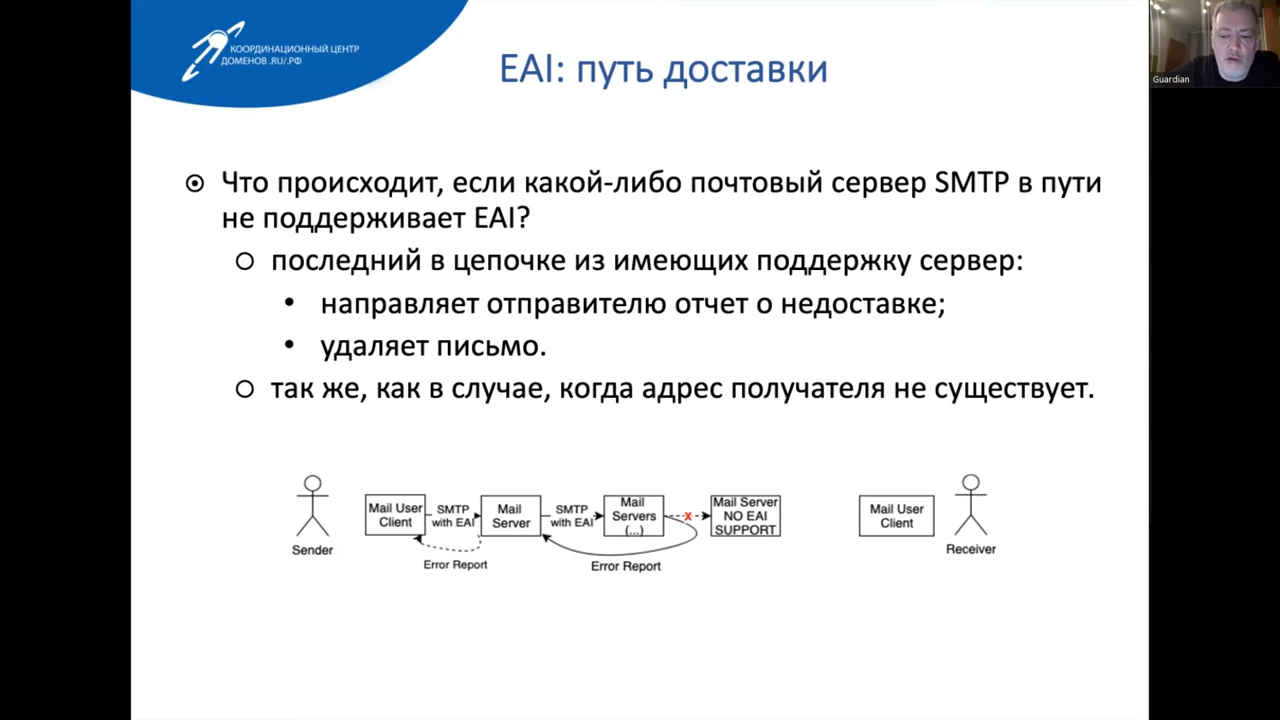 КООРДИНАЦИОННЫЙ ЦЕНТР
ДОМЕНОВ .RU/.РФ
EAI: путь доставки
Guardian
Что происходит, если какой-либо почтовый сервер SMTP в пути
не поддерживает EAI?
последний в цепочке из имеющих поддержку сервер:
направляет отправителю отчет о недоставке;
удаляет письмо.
так же, как в случае, когда адрес получателя не существует.
Sender
Mail User
Client
SMTP
with EAI
Mail
Server
SMTP
with EAI
Mail
Servers
(...)
x
Mail Server
NO EAI
SUPPORT
Mail User
Client
Receiver
Error Report
Error Report